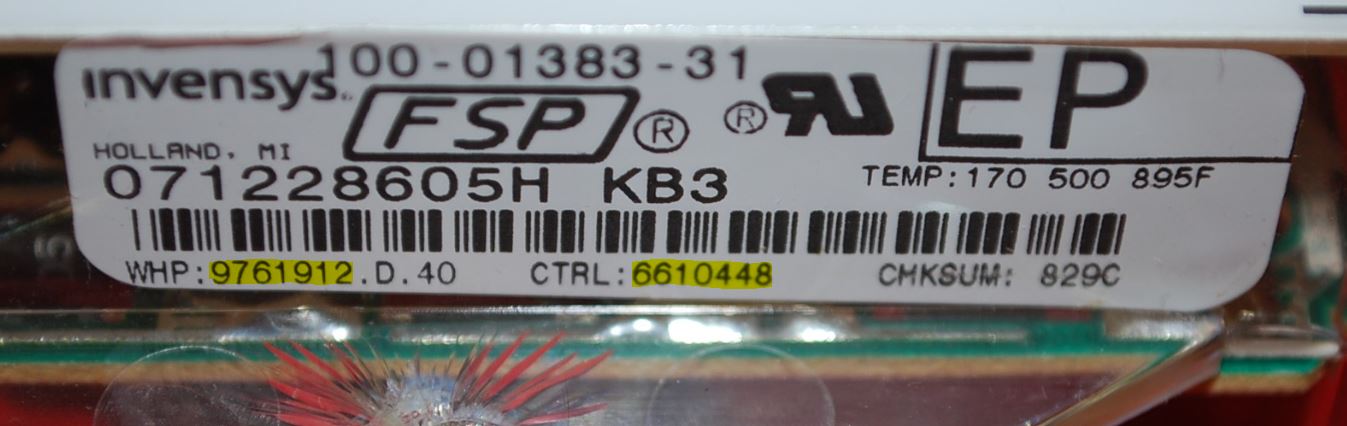 invensys 100-01383-31
FSP ® ® RU EP
HOLLAND, MI
071228605H KB3 TEMP:170 500 895F
WHP:9761912.D.40 CTRL:6610448 CHKSUM: 829C